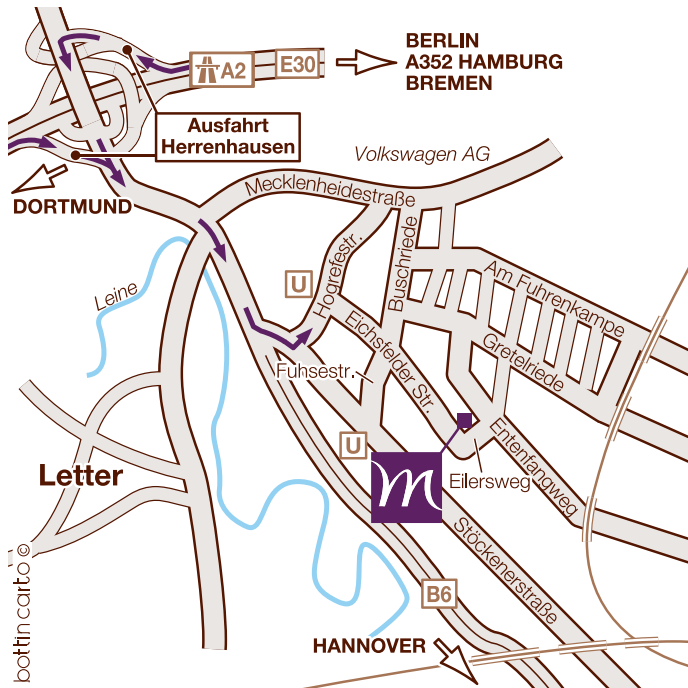 BERLIN
A352 HAMBURG
BREMEN
A2
E30
Ausfahrt
Herrenhausen
Volkswagen AG
DORTMUND
Mecklenheidestraße
Leine
U
Hogrefestr.
Buschriede
Am Fuhrenkampe
Eichsfelder Str.
Gretelriede
Fuhsestr.
Entenfangweg
U
Letter
m
Eilersweg
Stöckenerstraße
B6
HANNOVER
bottin carto ©